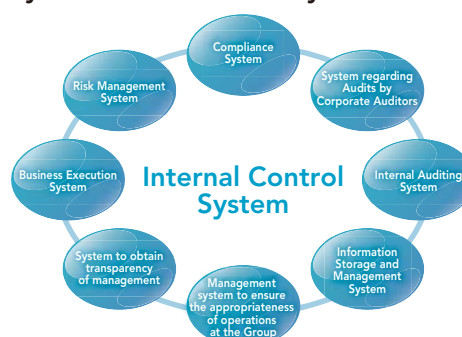 Compliance
System
System regarding
Audits by
Corporate Auditors
Internal Auditing
System
Information
Storage and
Management
System
Management
system to ensure
the appropriateness
of operations
at the Group
System to obtain
transparency
of management
Business Execution
System
Risk Management
System
Internal Control
System